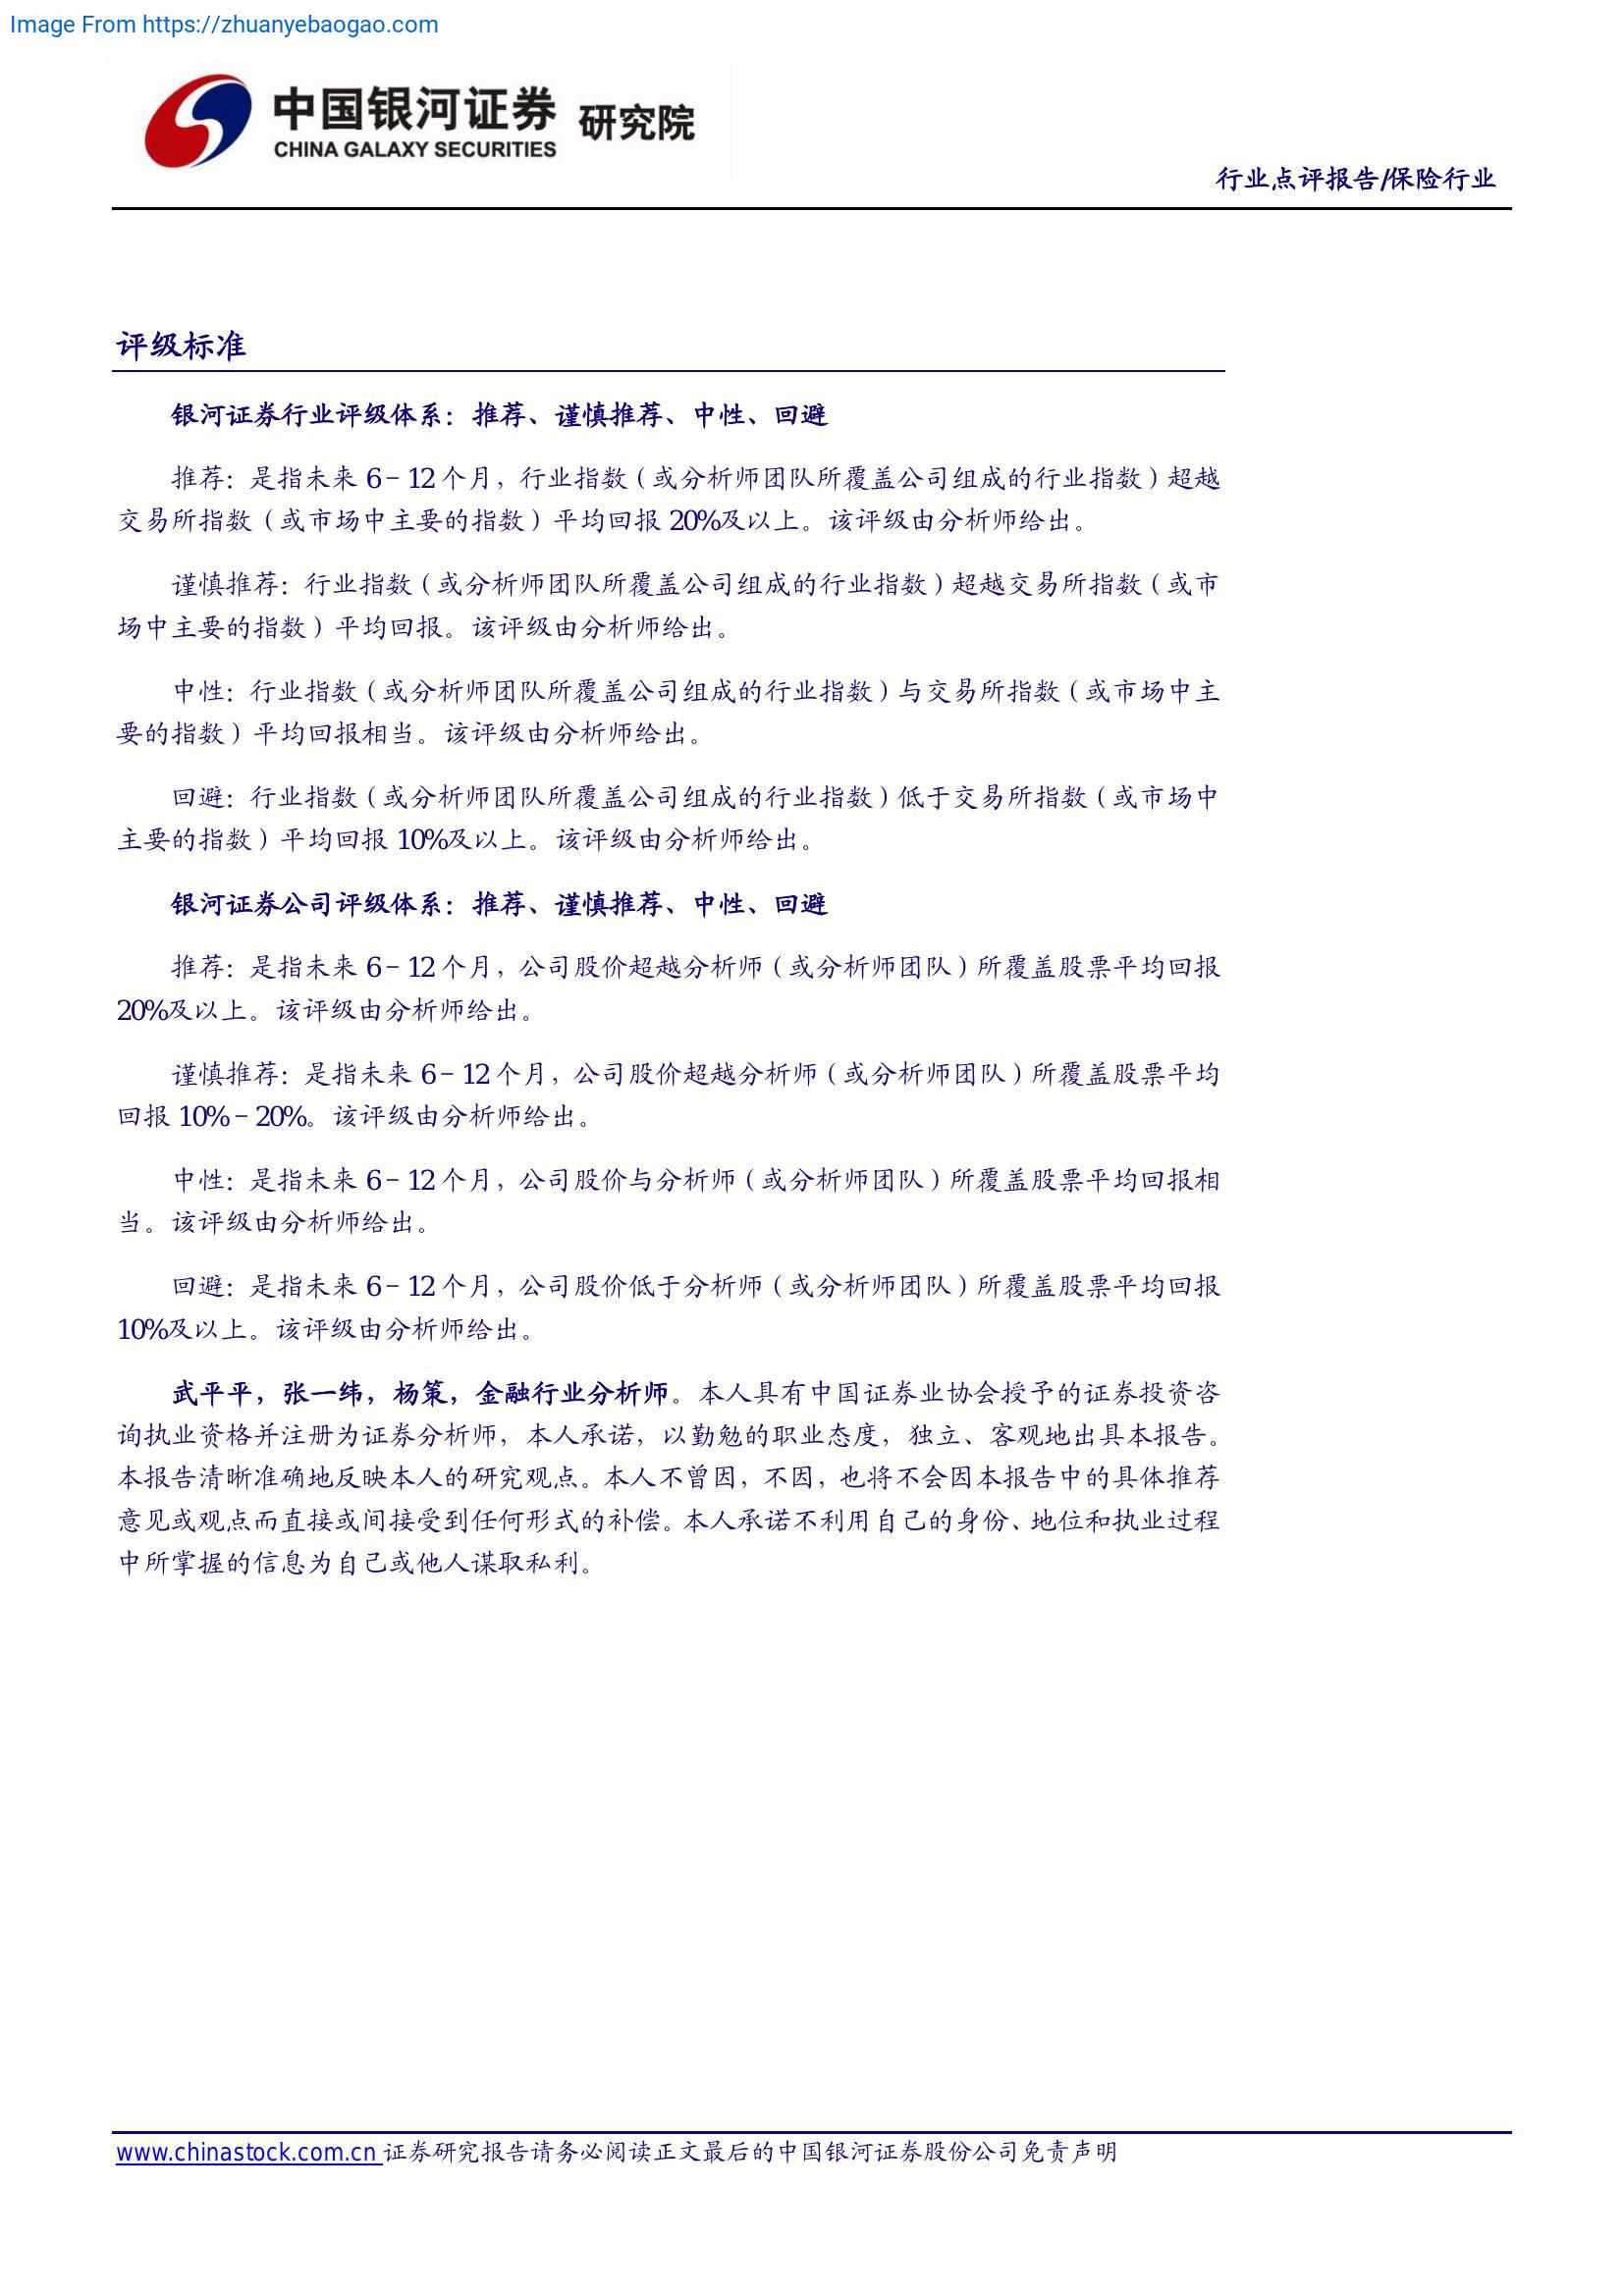 Image From https://zhuanyebaogao.com
中国银河证券 研究院
CHINA GALAXY SECURITIES
行业点评报告/保险行业
评级标准
银河证券行业评级体系：推荐、谨慎推荐、中性、回避
推荐：是指未来 6－12 个月，行业指数（或分析师团队所覆盖公司组成的行业指数）超越
交易所指数（或市场中主要的指数）平均回报 20%及以上。该评级由分析师给出。
谨慎推荐：行业指数（或分析师团队所覆盖公司组成的行业指数）超越交易所指数（或市
场中主要的指数）平均回报。该评级由分析师给出。
中性：行业指数（或分析师团队所覆盖公司组成的行业指数）与交易所指数（或市场中主
要的指数）平均回报相当。该评级由分析师给出。
回避：行业指数（或分析师团队所覆盖公司组成的行业指数）低于交易所指数（或市场中
主要的指数）平均回报 10%及以上。该评级由分析师给出。
银河证券公司评级体系：推荐、谨慎推荐、中性、回避
推荐：是指未来 6－12 个月，公司股价超越分析师（或分析师团队）所覆盖股票平均回报
20%及以上。该评级由分析师给出。
谨慎推荐：是指未来 6－12 个月，公司股价超越分析师（或分析师团队）所覆盖股票平均
回报 10%－20%。该评级由分析师给出。
中性：是指未来 6－12 个月，公司股价与分析师（或分析师团队）所覆盖股票平均回报相
当。该评级由分析师给出。
回避：是指未来 6－12 个月，公司股价低于分析师（或分析师团队）所覆盖股票平均回报
10%及以上。该评级由分析师给出。
武平平，张一纬，杨策，金融行业分析师。本人具有中国证券业协会授予的证券投资咨
询执业资格并注册为证券分析师，本人承诺，以勤勉的职业态度，独立、客观地出具本报告。
本报告清晰准确地反映本人的研究观点。本人不曾因，不因，也将不会因本报告中的具体推荐
意见或观点而直接或间接受到任何形式的补偿。本人承诺不利用自己的身份、地位和执业过程
中所掌握的信息为自己或他人谋取私利。
www.chinastock.com.cn 证券研究报告请务必阅读正文最后的中国银河证券股份公司免责声明